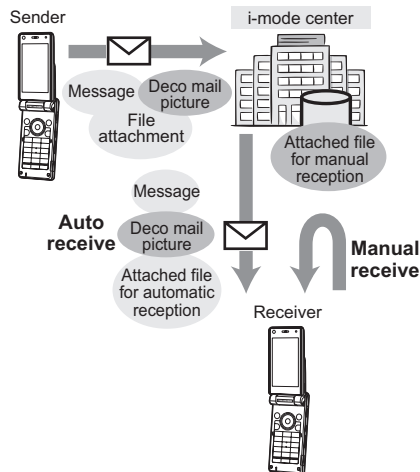 Sender
i-mode center
Message
Deco mail
picture
File
attachment
Attached file
for manual
reception
Message
Auto
receive
Deco mail
picture
Attached file
for automatic
reception
Manual
receive
Receiver